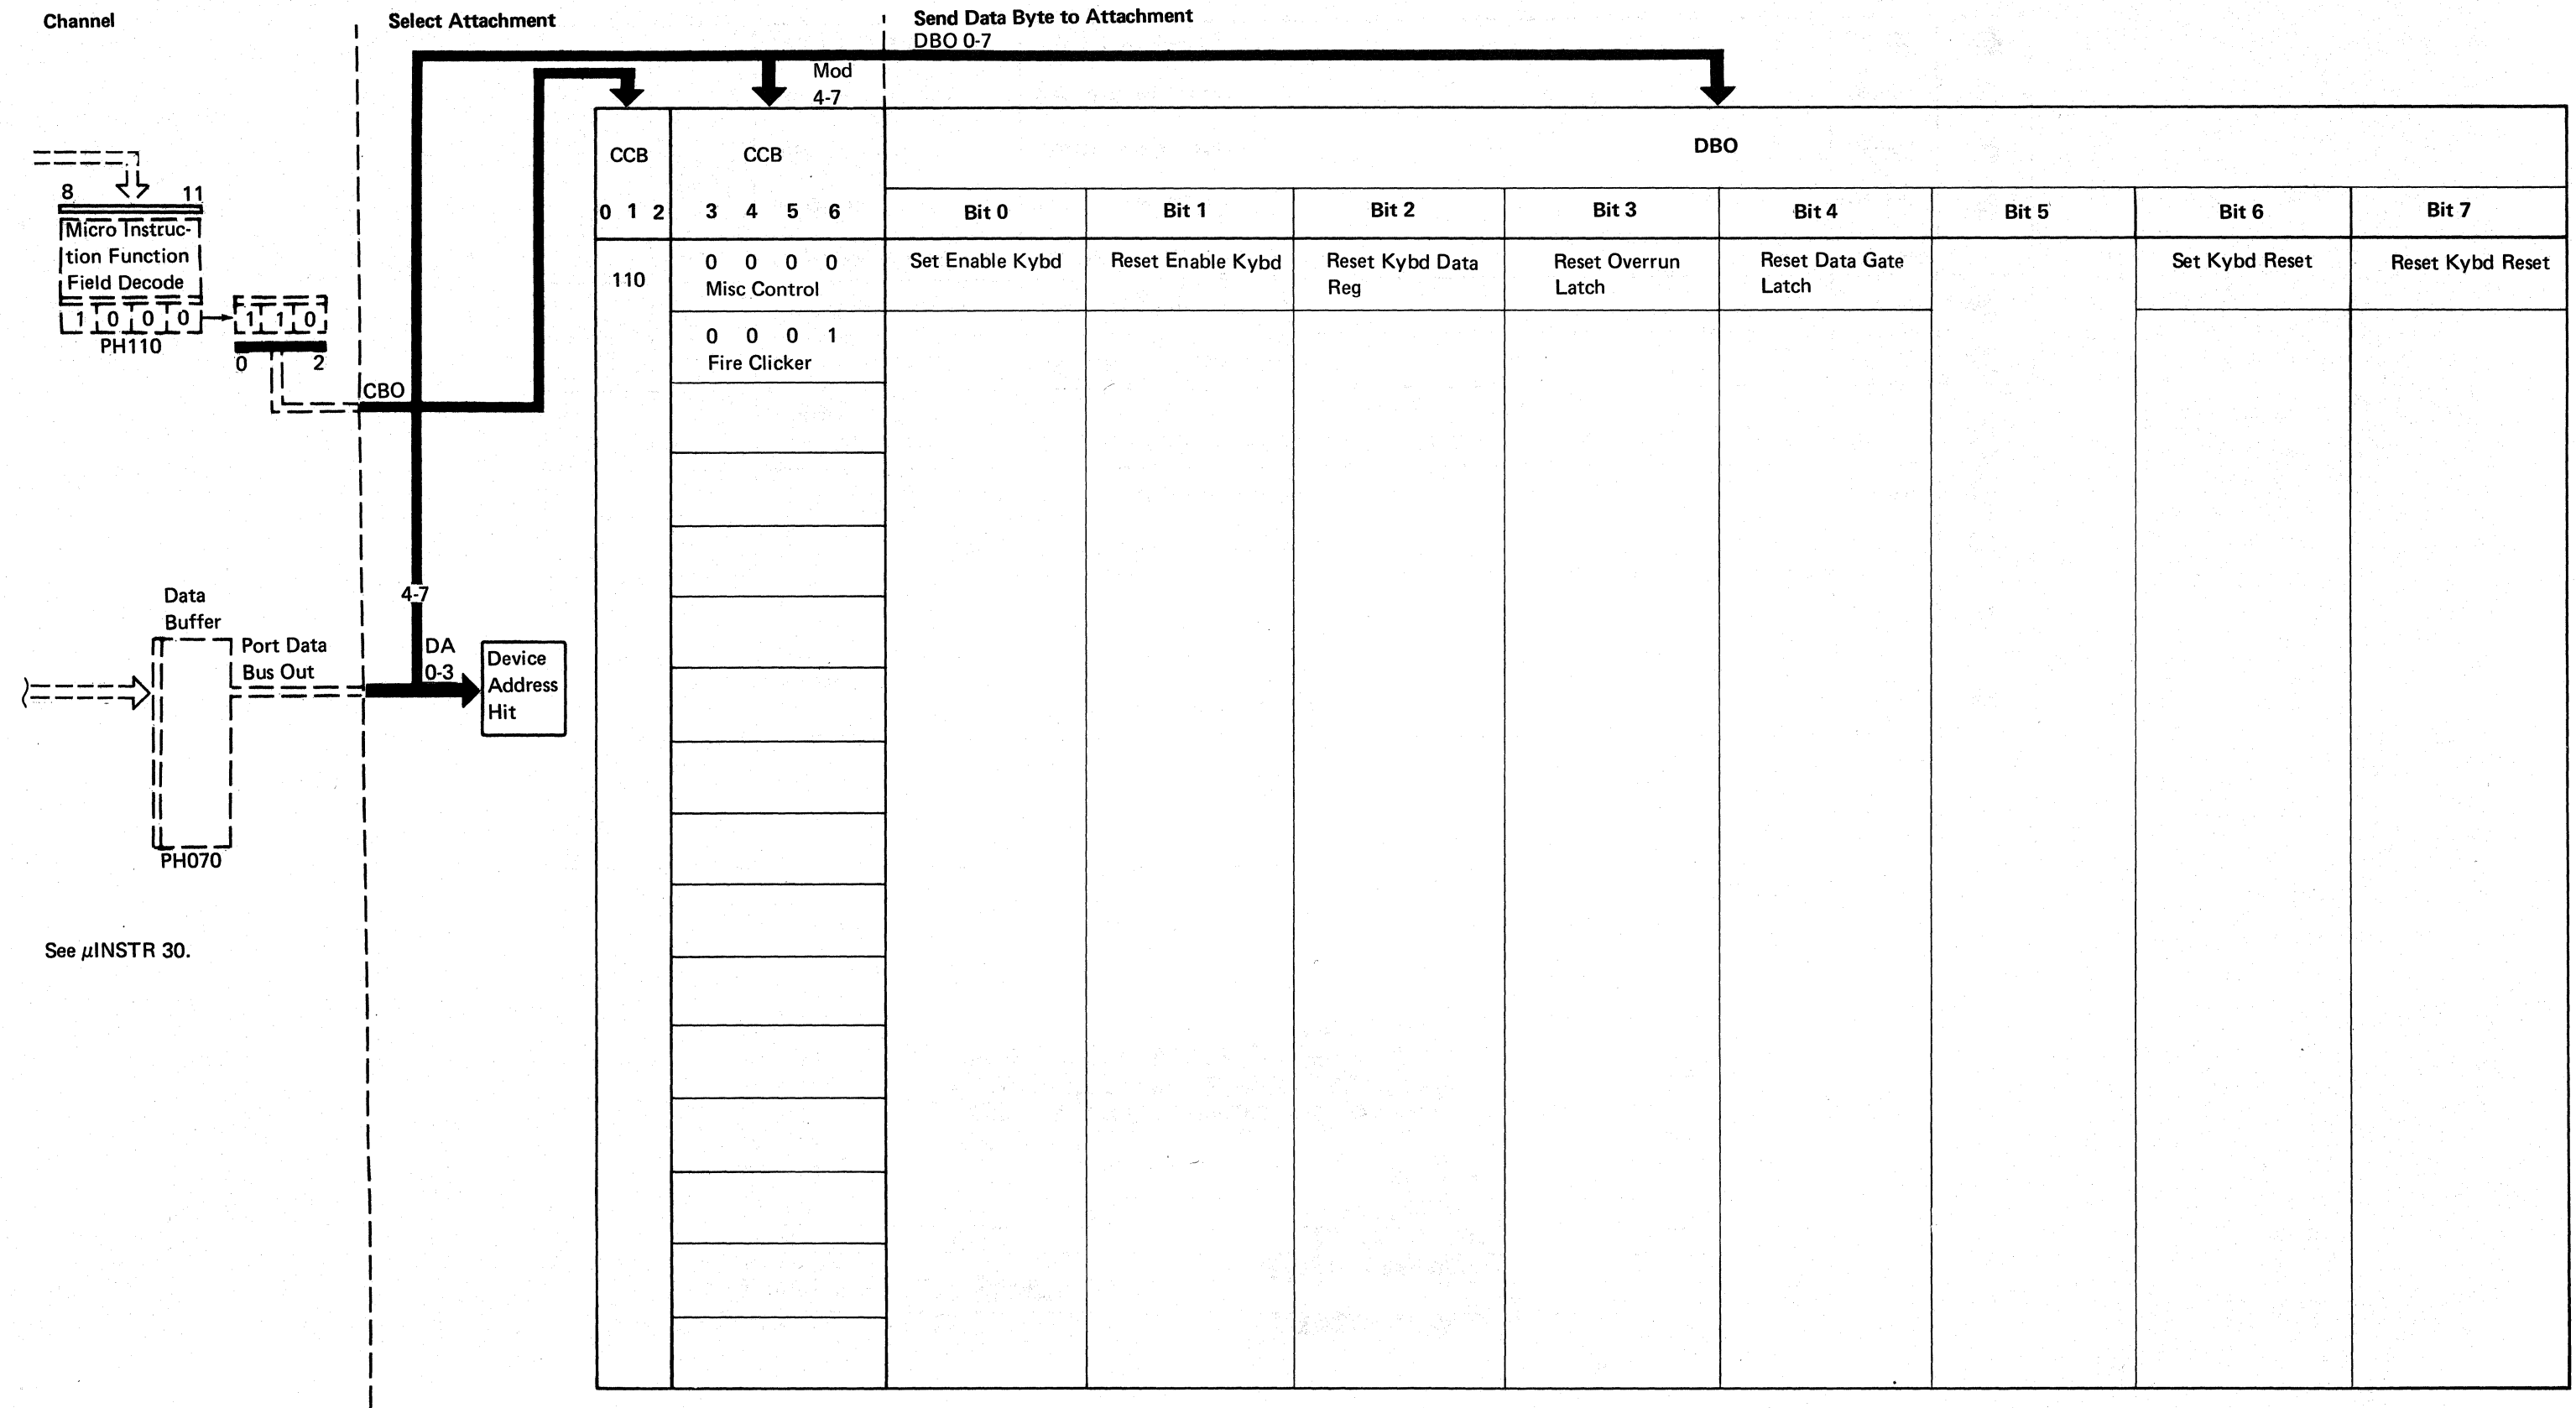 Channel
Select Attachment
Send Data Byte to Attachment
DBO 0-7
Mod
4-7
8 11
Micro Instruc-
tion Function
Field Decode
1 0 0 0
PH110
1 1 0
0 2
CBO
4-7
Data
Buffer
Port Data
Bus Out
DA
0-3
Device
Address
Hit
PH070
See μINSTR 30.
CCB CCB DBO
0 1 2 3 4 5 6 Bit 0 Bit 1 Bit 2 Bit 3 Bit 4 Bit 5 Bit 6 Bit 7
110
0 0 0 0
Misc Control
Set Enable Kybd
Reset Enable Kybd
Reset Kybd Data
Reg
Reset Overrun
Latch
Reset Data Gate
Latch
Set Kybd Reset
Reset Kybd Reset
0 0 0 1
Fire Clicker